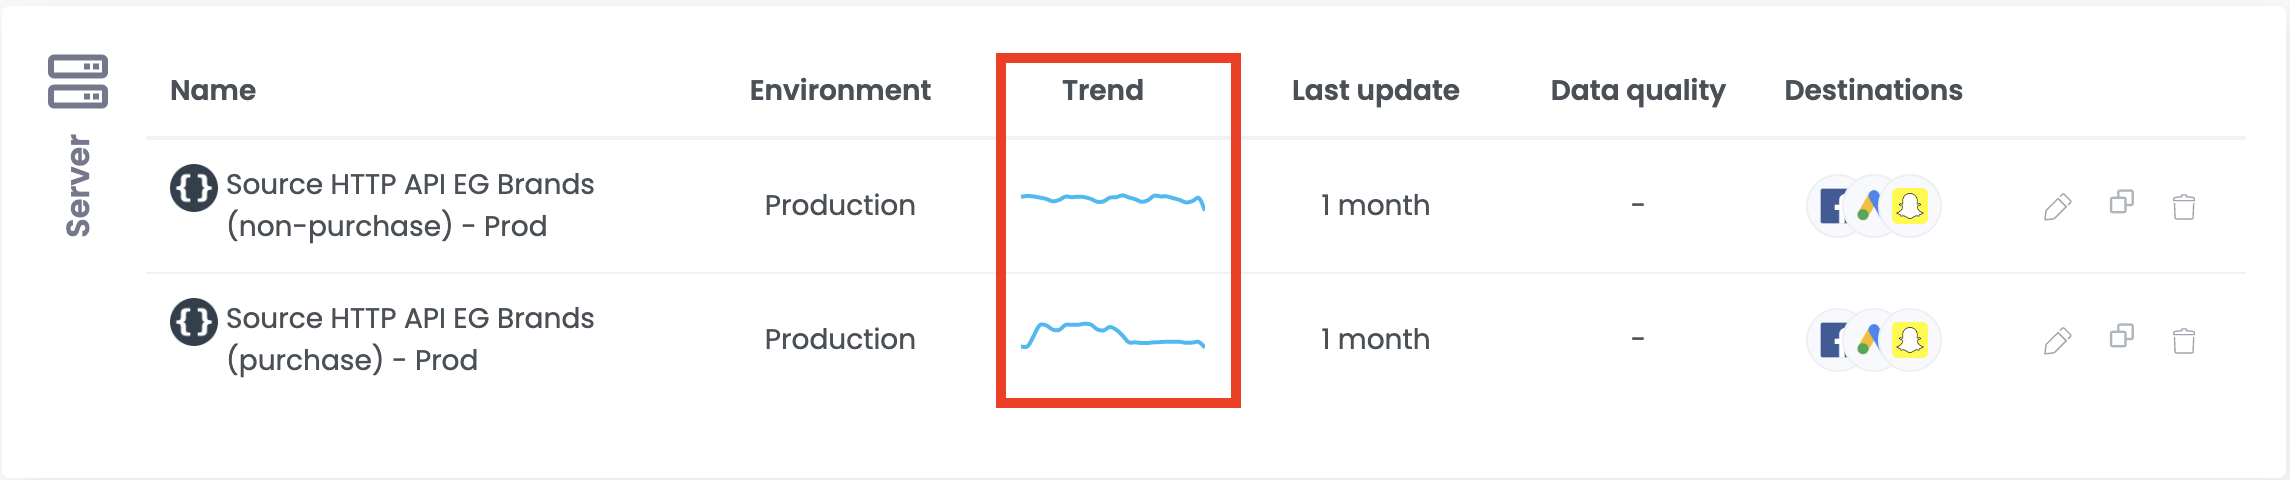 Server
Name Environment Trend Last update Data quality Destinations
Source HTTP API EG Brands
(non-purchase) - Prod
Production 1 month -
Source HTTP API EG Brands
(purchase) - Prod
Production 1 month -